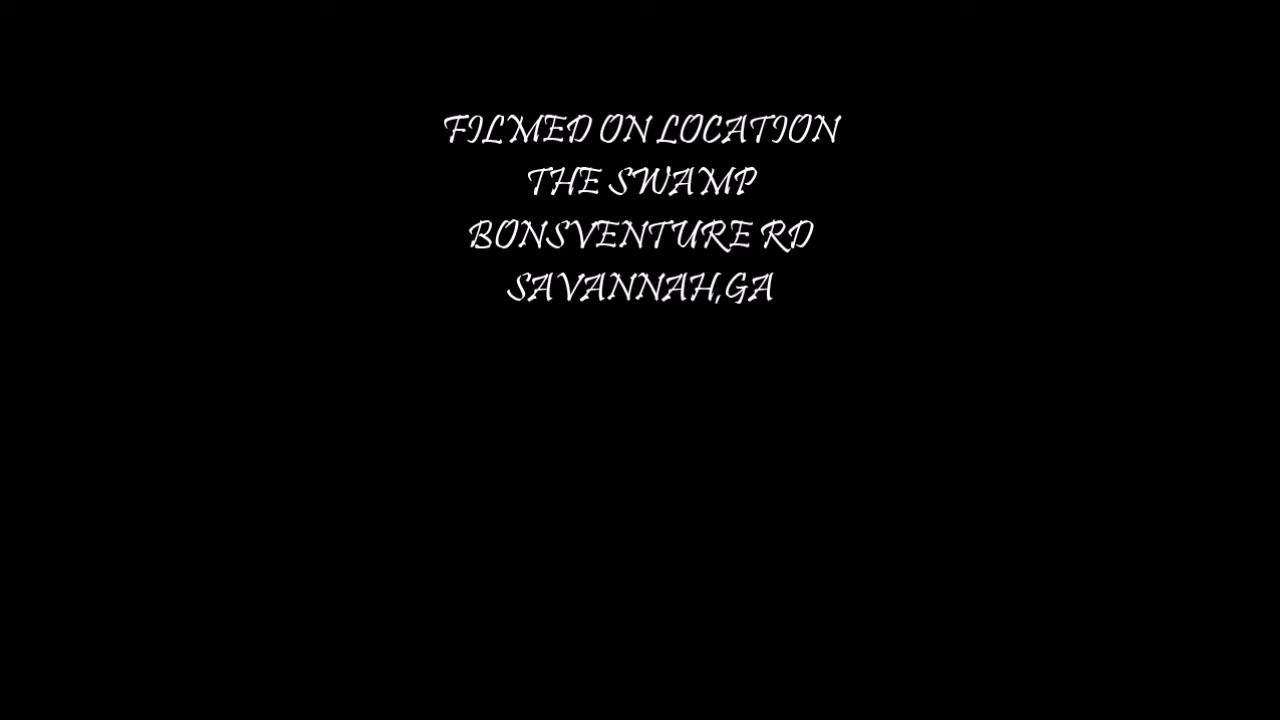 FILMED ON LOCATION
THE SWAMP
BONSVENTURE RD
SAVANNAH,GA